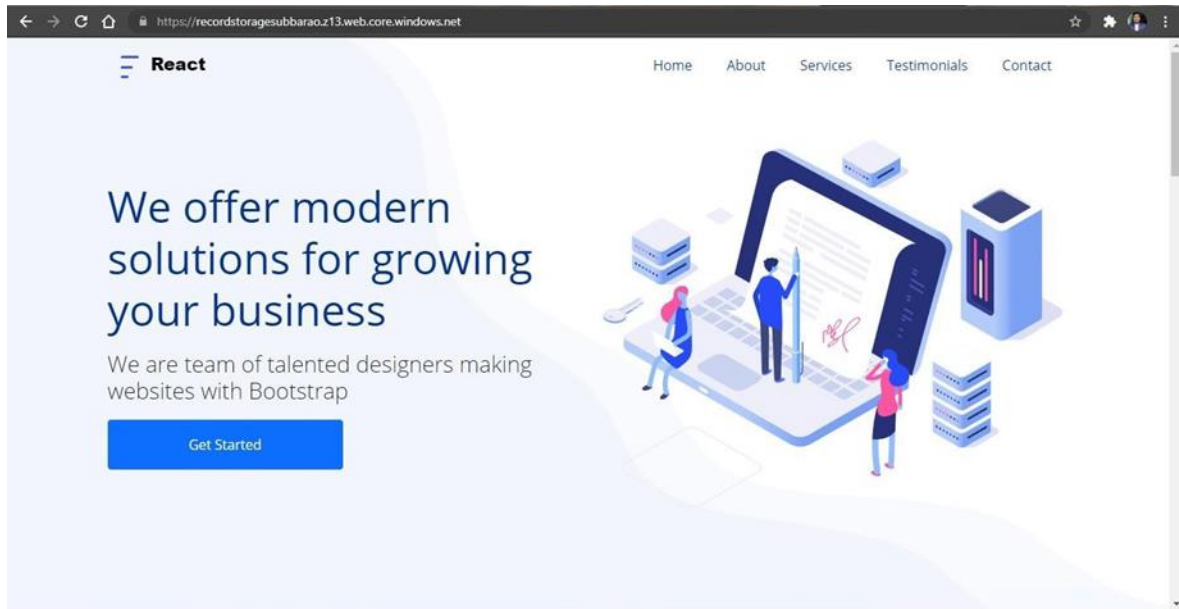 https://recordstoragesubbarao.z13.web.core.windows.net
React
Home About Services Testimonials Contact
We offer modern
solutions for growing
your business
We are team of talented designers making
websites with Bootstrap
Get Started